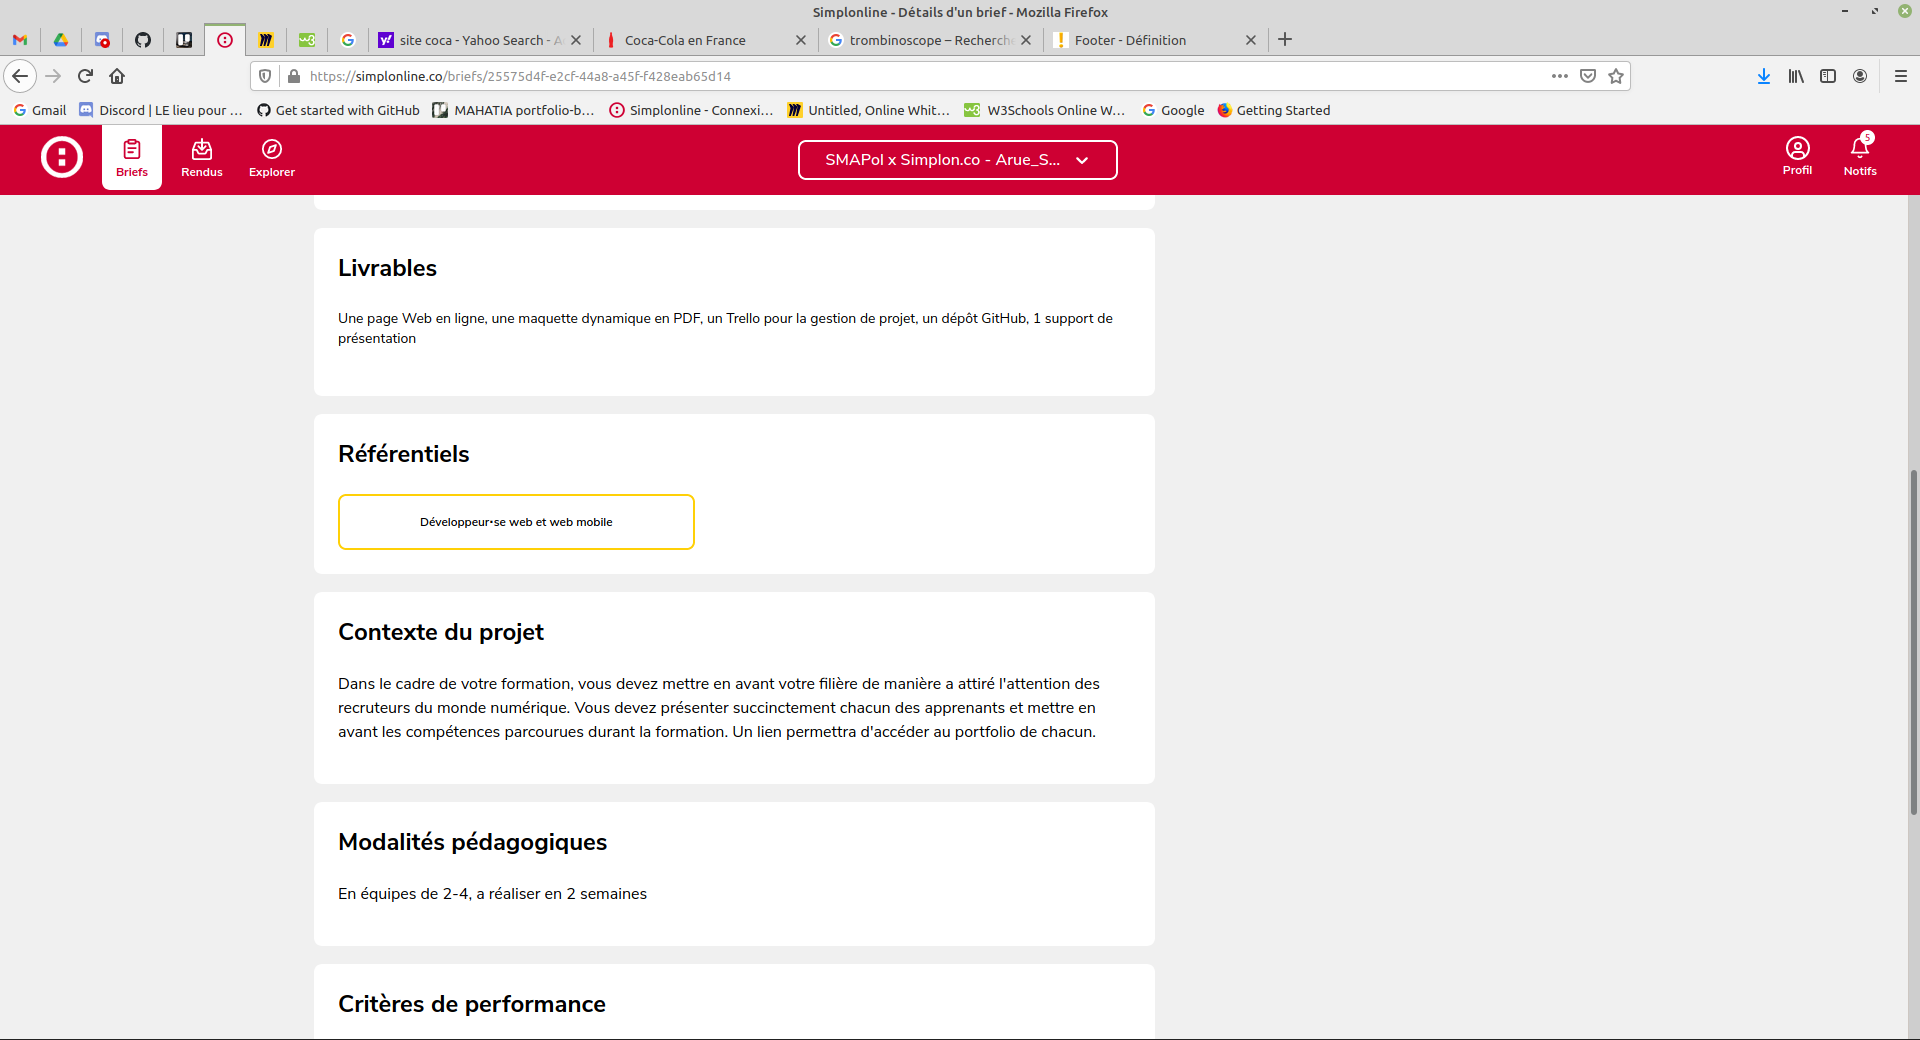 Simplonline - Détails d'un brief - Mozilla Firefox
site coca - Yahoo Search - A
Coca-Cola en France
trombinoscope – Recherch
Footer - Définition
https://simplonline.co/briefs/25575d4f-e2cf-44a8-a45f-f428eab65d14
Gmail
Discord | LE lieu pour …
Get started with GitHub
MAHATIA portfolio-b…
Simplonline - Connexi…
Untitled, Online Whit…
W3Schools Online W…
Google
Getting Started
Briefs
Rendus
Explorer
SMAPol x Simplon.co - Arue_S...
Profil
5
Notifs
Livrables
Une page Web en ligne, une maquette dynamique en PDF, un Trello pour la gestion de projet, un dépôt GitHub, 1 support de
présentation
Référentiels
Développeur·se web et web mobile
Contexte du projet
Dans le cadre de votre formation, vous devez mettre en avant votre filière de manière a attiré l'attention des
recruteurs du monde numérique. Vous devez présenter succinctement chacun des apprenants et mettre en
avant les compétences parcourues durant la formation. Un lien permettra d'accéder au portfolio de chacun.
Modalités pédagogiques
En équipes de 2-4, a réaliser en 2 semaines
Critères de performance